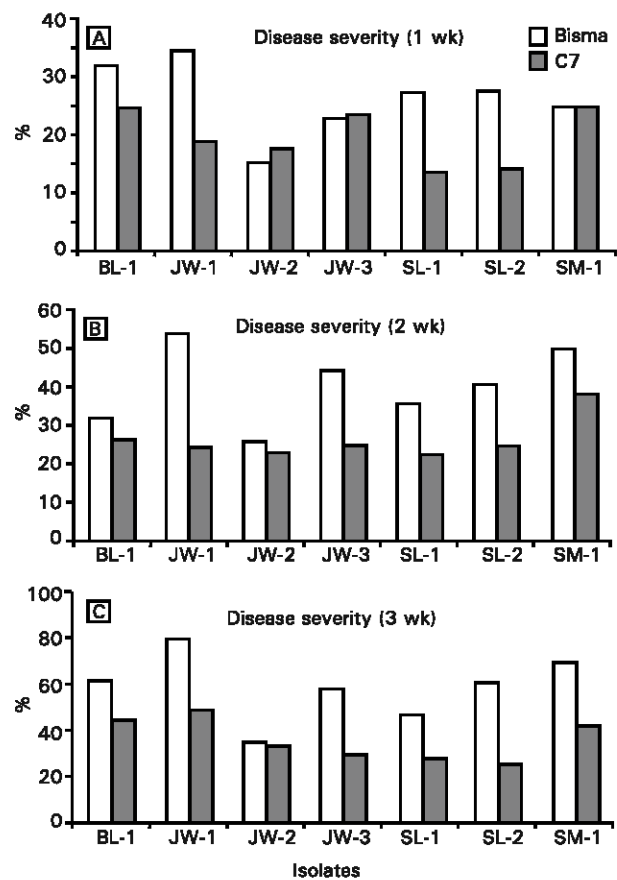 A Disease severity (1 wk)
Bisma
C7
40
30
20
10
0
%
BL-1 JW-1 JW-2 JW-3 SL-1 SL-2 SM-1
B Disease severity (2 wk)
60
50
40
30
20
10
0
%
BL-1 JW-1 JW-2 JW-3 SL-1 SL-2 SM-1
C Disease severity (3 wk)
100
80
60
40
20
0
%
BL-1 JW-1 JW-2 JW-3 SL-1 SL-2 SM-1
Isolates